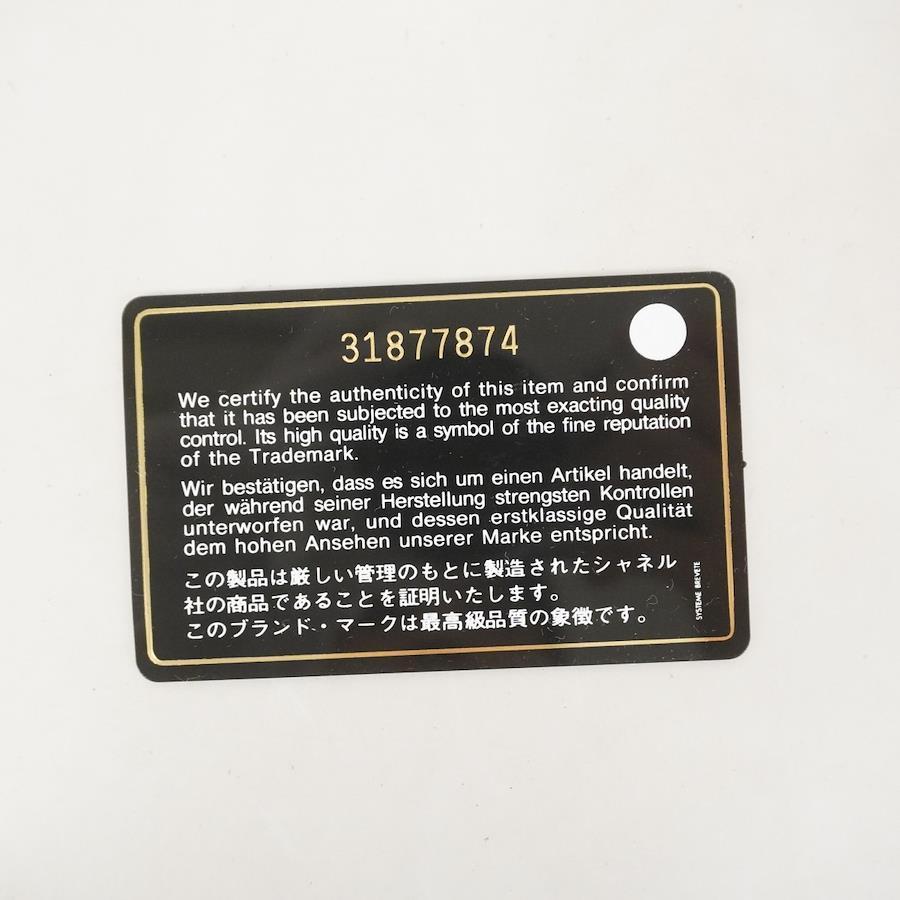 31877874
We certify the authenticity of this item and confirm
that it has been subjected to the most exacting quality
control. Its high quality is a symbol of the fine reputation
of the Trademark.
Wir bestätigen, dass es sich um einen Artikel handelt,
der während seiner Herstellung strengsten Kontrollen
unterworfen war, und dessen erstklassige Qualität
dem hohen Ansehen unserer Marke entspricht.
この製品は厳しい管理のもとに製造されたシャネル
社の商品であることを証明いたします。
このブランド・マークは最高級品質の象徴です。
SYSTEME BREVETE